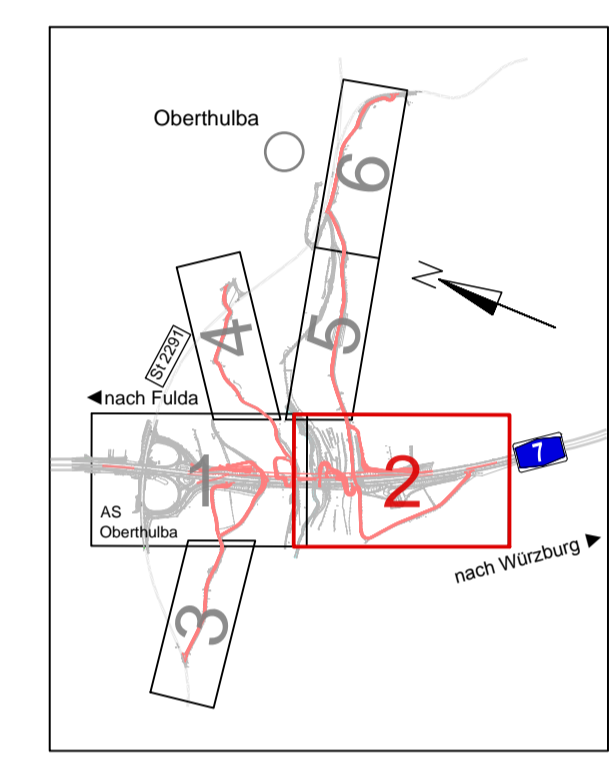 Oberthulba
6
N
5
4
St 2291
nach Fulda
1
2
7
AS
Oberthulba
nach Würzburg
3